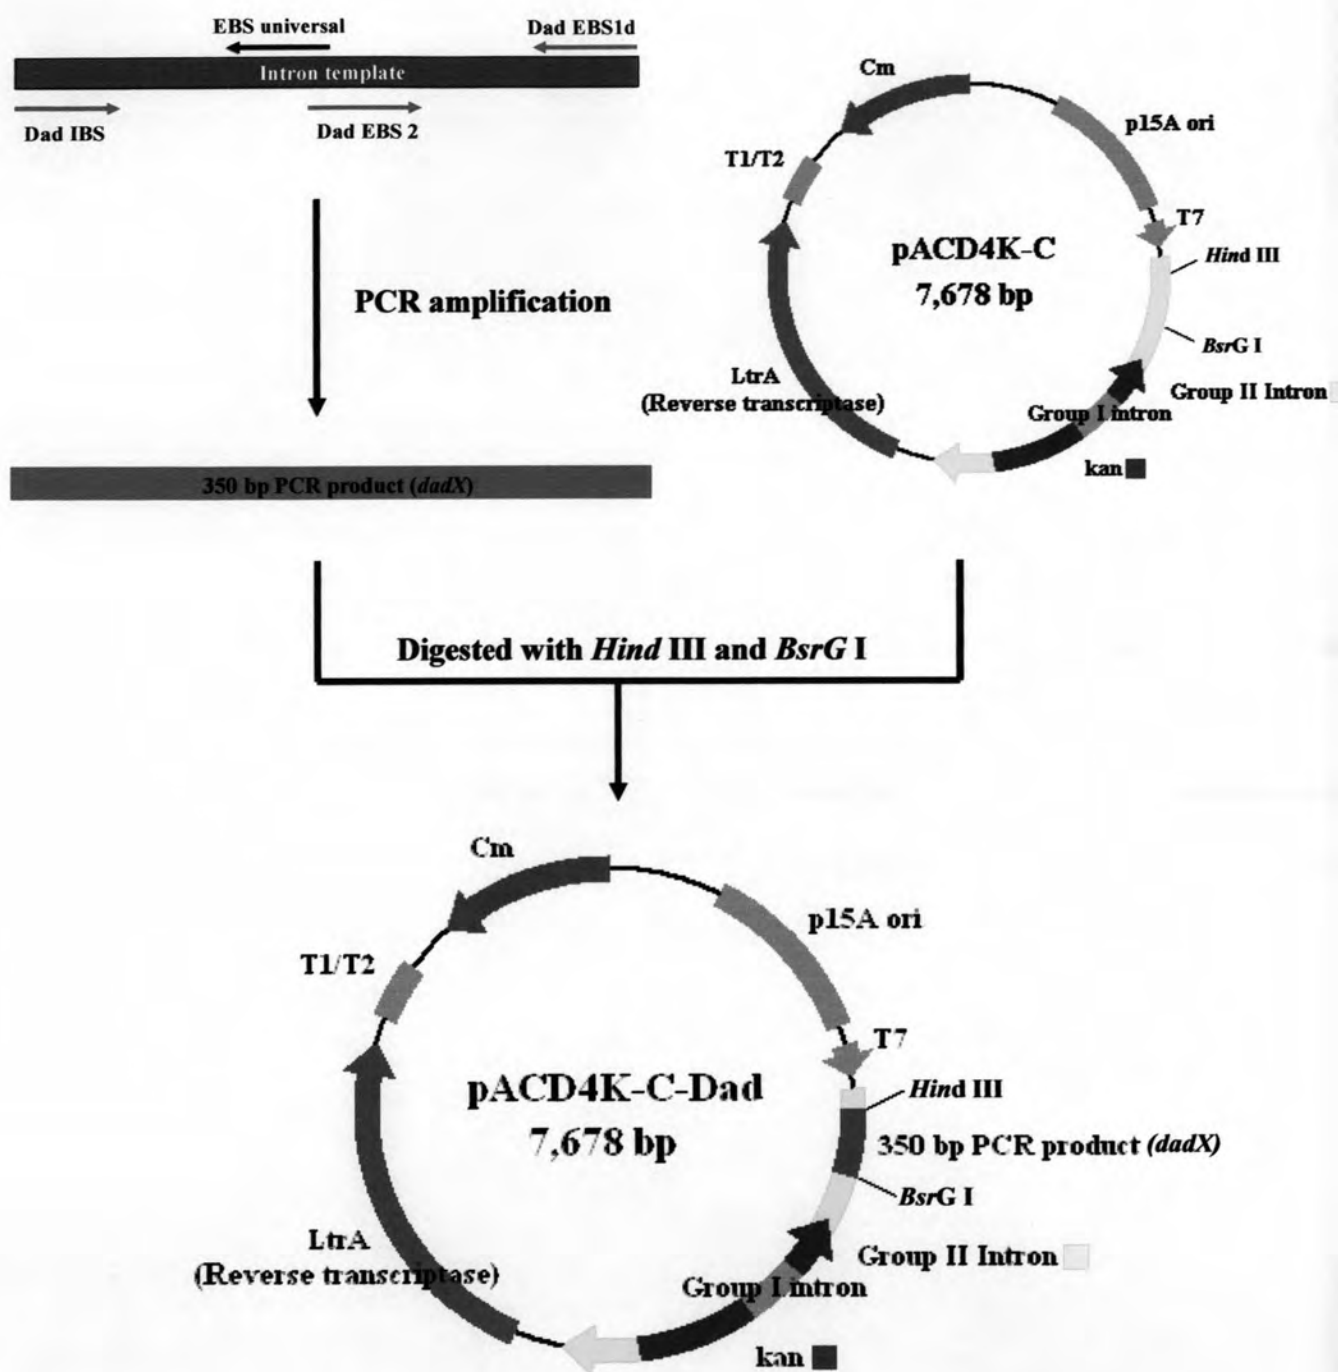 EBS universal
Dad EBS1d
Intron template
Dad IBS
Dad EBS 2
PCR amplification
350 bp PCR product (dadX)
Cm
p15A ori
T1/T2
T7
pACD4K-C
7,678 bp
Hind III
BsrG I
LtrA
(Reverse transcriptase)
Group II Intron
Group I intron
kan
Digested with Hind III and BsrG I
Cm
p15A ori
T1/T2
T7
pACD4K-C-Dad
7,678 bp
Hind III
350 bp PCR product (dadX)
BsrG I
LtrA
(Reverse transcriptase)
Group II Intron
Group I intron
kan